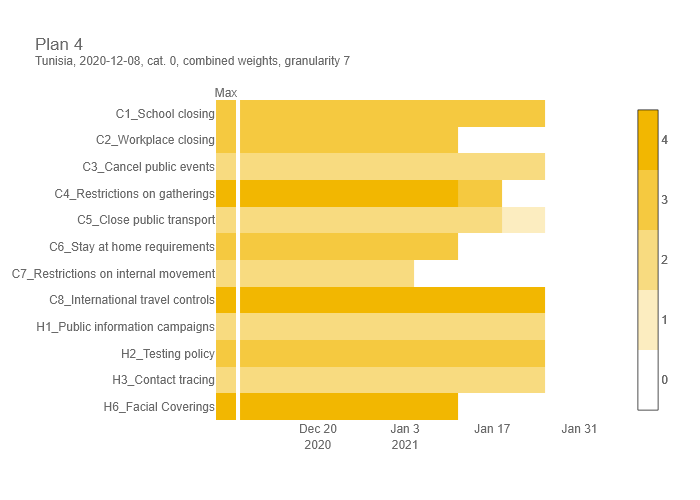 Plan 4
Tunisia, 2020-12-08, cat. 0, combined weights, granularity 7
Max
C1_School closing
C2_Workplace closing
C3_Cancel public events
C4_Restrictions on gatherings
C5_Close public transport
C6_Stay at home requirements
C7_Restrictions on internal movement
C8_International travel controls
H1_Public information campaigns
H2_Testing policy
H3_Contact tracing
H6_Facial Coverings
Dec 20 Jan 3 Jan 17 Jan 31
2020 2021
4
3
2
1
0